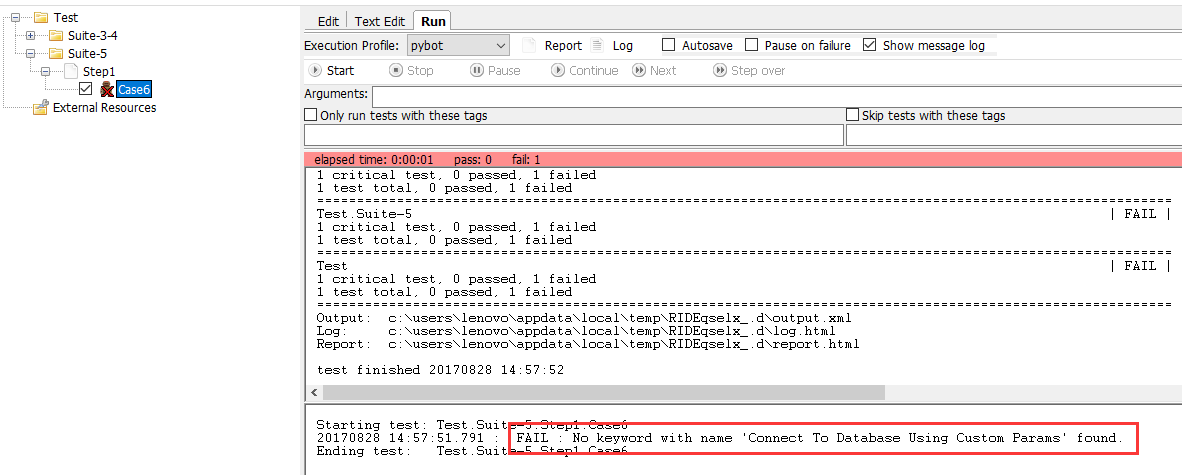 Test
Suite-3-4
Suite-5
Step1
Case6
External Resources
Edit Text Edit Run
Execution Profile: pybot Report Log Autosave Pause on failure Show message log
Start Stop Pause Continue Next Step over
Arguments:
Only run tests with these tags Skip tests with these tags
elapsed time: 0:00:01 pass: 0 fail: 1
1 critical test, 0 passed, 1 failed
1 test total, 0 passed, 1 failed
==============================================================================
Test.Suite-5 | FAIL |
1 critical test, 0 passed, 1 failed
1 test total, 0 passed, 1 failed
==============================================================================
Test | FAIL |
1 critical test, 0 passed, 1 failed
1 test total, 0 passed, 1 failed
==============================================================================
Output: c:\users\lenovo\appdata\local\temp\RIDEqselx_.d\output.xml
Log: c:\users\lenovo\appdata\local\temp\RIDEqselx_.d\log.html
Report: c:\users\lenovo\appdata\local\temp\RIDEqselx_.d\report.html
test finished 20170828 14:57:52
Starting test: Test.Suite-5.Step1.Case6
20170828 14:57:51.791 : FAIL : No keyword with name 'Connect To Database Using Custom Params' found.
Ending test: Test.Suite-5.Step1.Case6